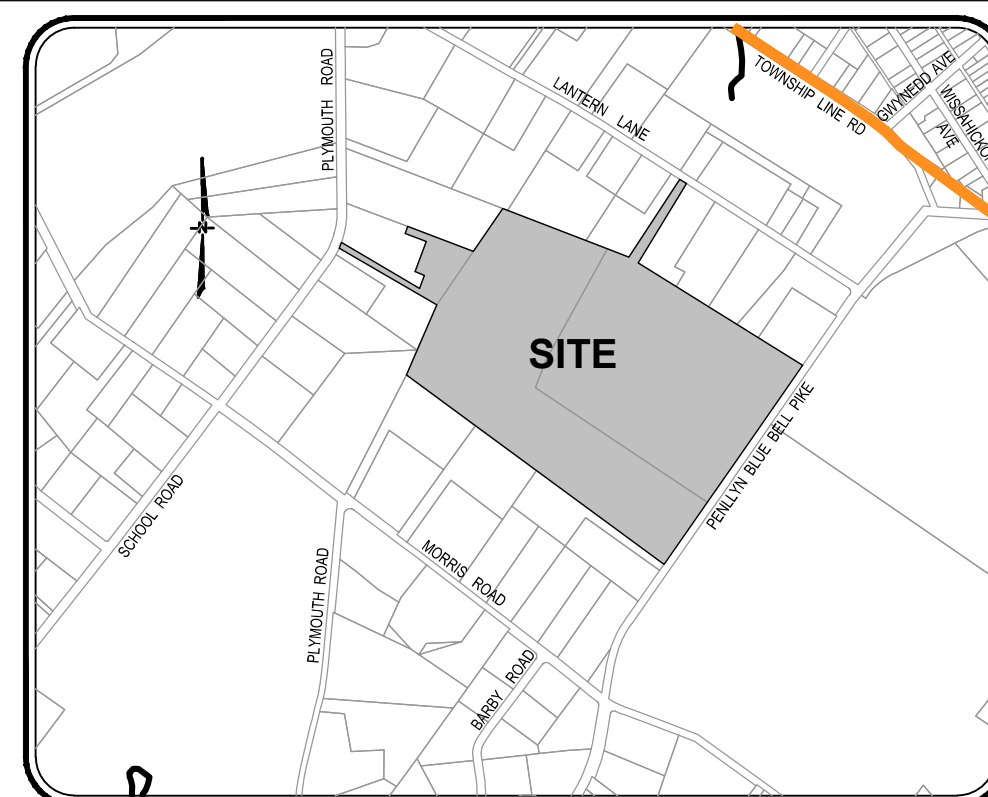 PLYMOUTH ROAD
LANTERN LANE
TOWNSHIP LINE RD
GWYNEDD AVE
AVE
SITE
PENLLYN BLUE BELL PIKE
SCHOOL ROAD
MORRIS ROAD
PLYMOUTH ROAD
BARBY ROAD